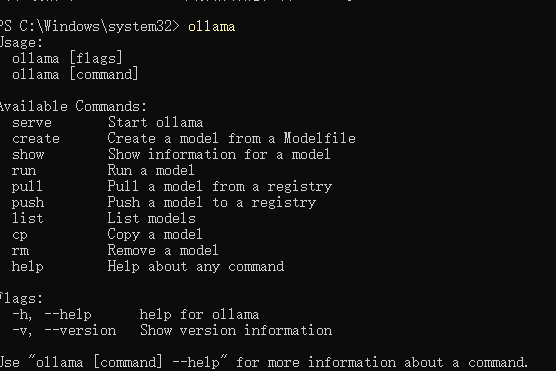 PS C:\Windows\system32> ollama
Usage:
  ollama [flags]
  ollama [command]

Available Commands:
  serve       Start ollama
  create      Create a model from a Modelfile
  show        Show information for a model
  run         Run a model
  pull        Pull a model from a registry
  push        Push a model to a registry
  list        List models
  cp          Copy a model
  rm          Remove a model
  help        Help about any command

Flags:
  -h, --help      help for ollama
  -v, --version   Show version information

Use "ollama [command] --help" for more information about a command.